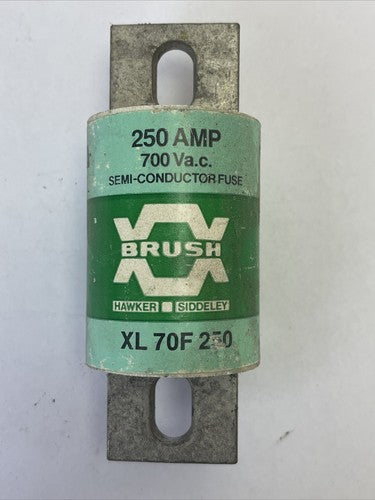 250 AMP
700 Va.c.
SEMI-CONDUCTOR FUSE
BRUSH
HAWKER SIDDELEY
XL 70F 250